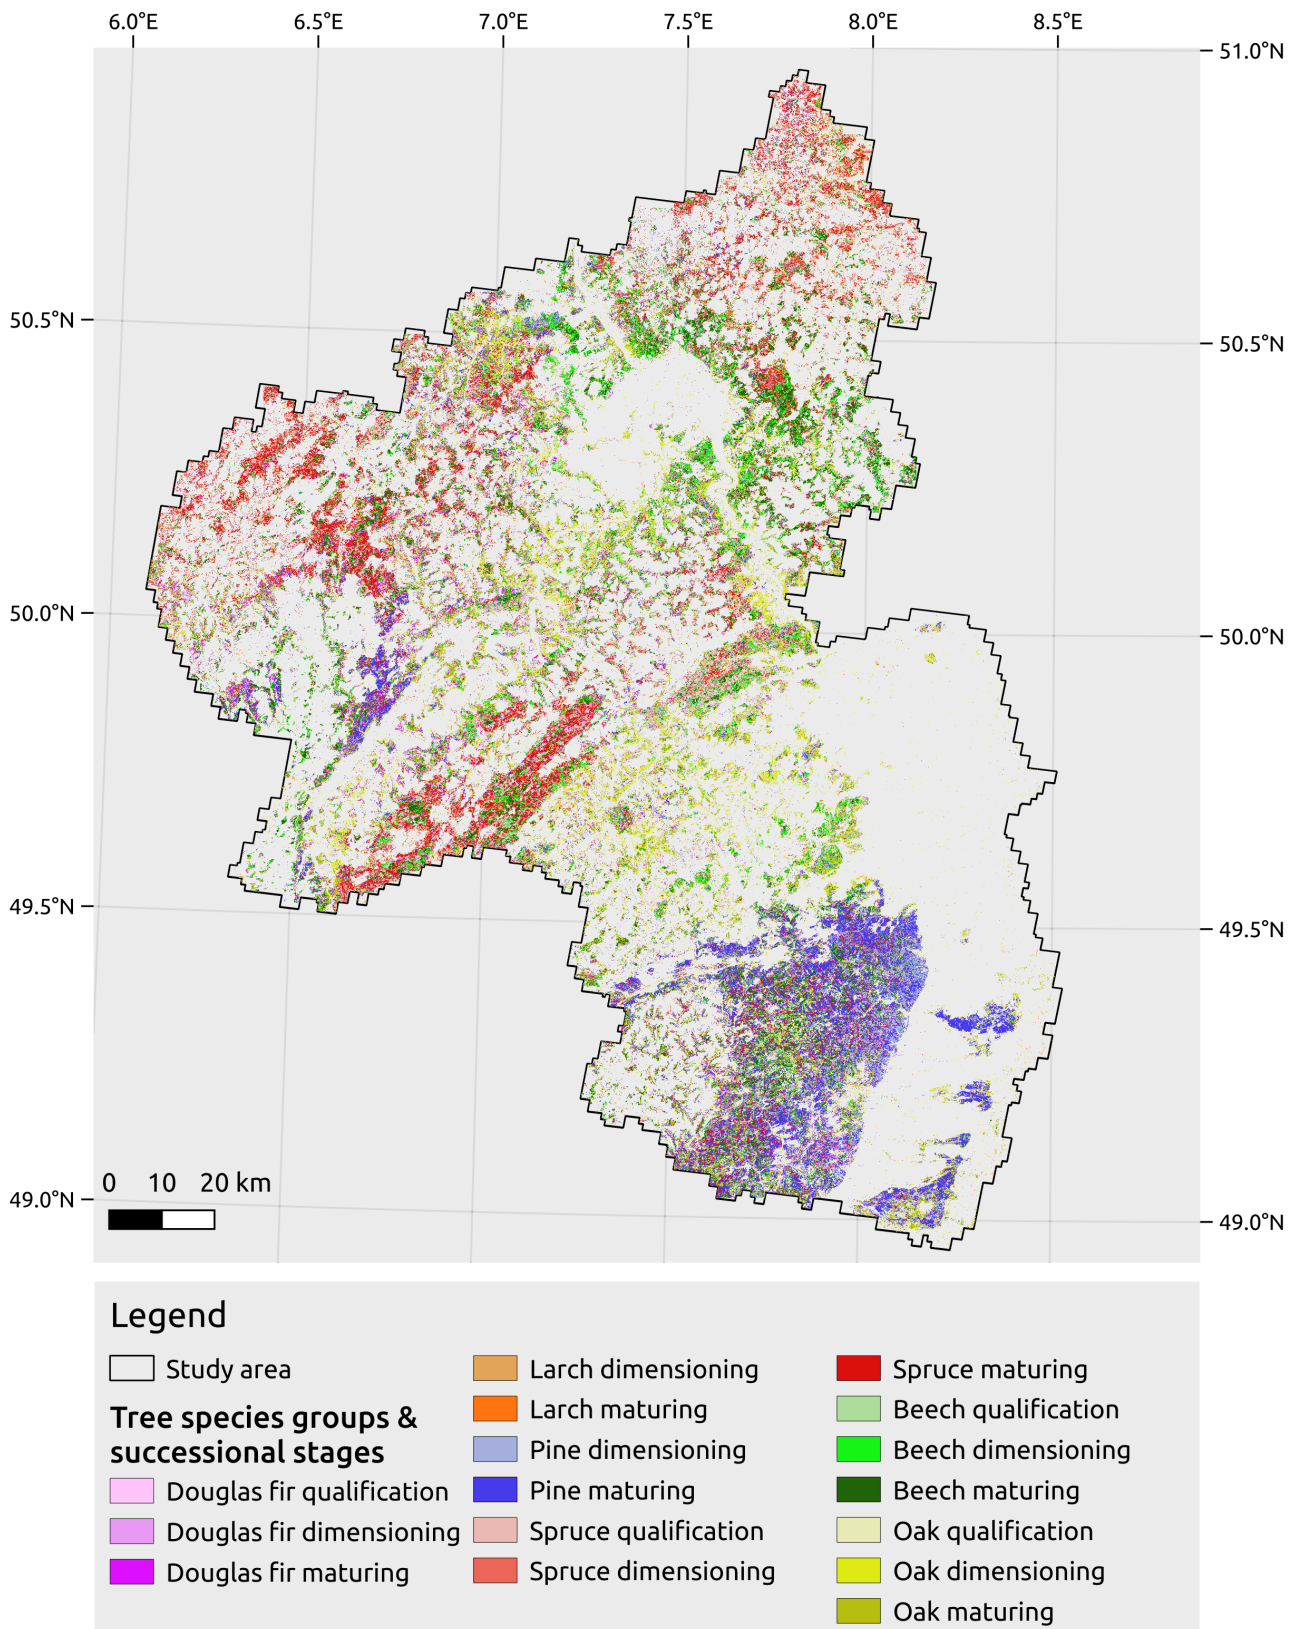 6.0°E 6.5°E 7.0°E 7.5°E 8.0°E 8.5°E
51.0°N
50.5°N
50.5°N
50.0°N
50.0°N
49.5°N
49.5°N
49.0°N
49.0°N
0 10 20 km
Legend
Study area
Tree species groups &
successional stages
Douglas fir qualification
Douglas fir dimensioning
Douglas fir maturing
Larch dimensioning
Larch maturing
Pine dimensioning
Pine maturing
Spruce qualification
Spruce dimensioning
Spruce maturing
Beech qualification
Beech dimensioning
Beech maturing
Oak qualification
Oak dimensioning
Oak maturing